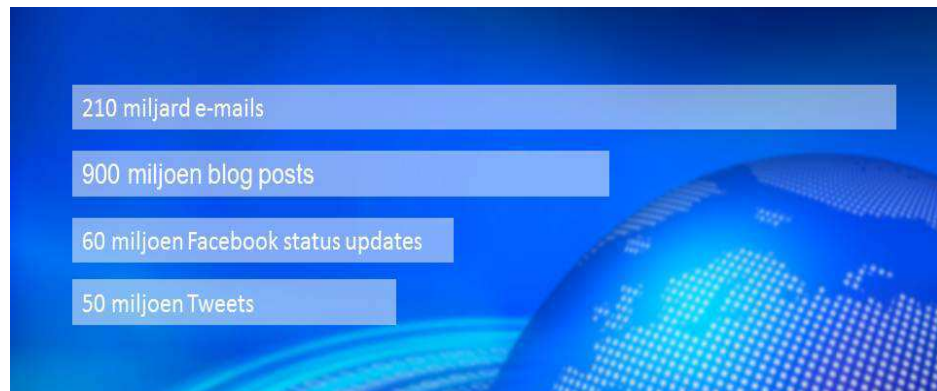 210 miljard e-mails
900 miljoen blog posts
60 miljoen Facebook status updates
50 miljoen Tweets